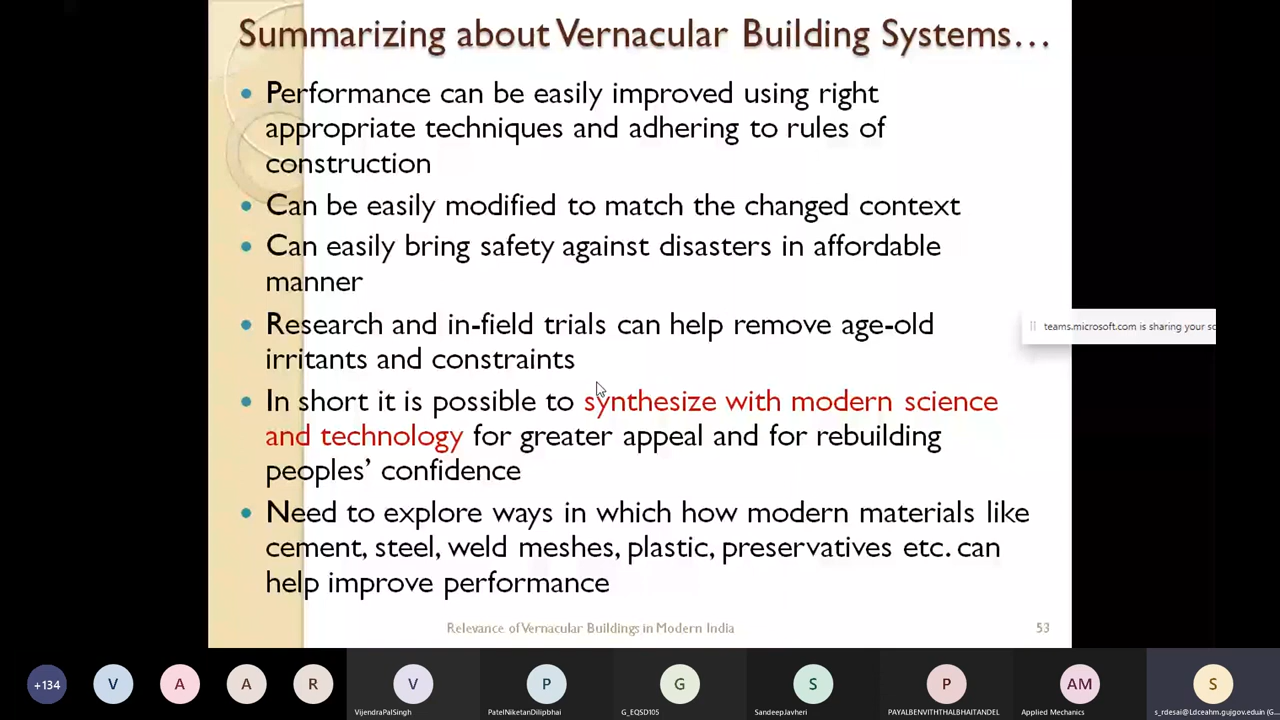 Summarizing about Vernacular Building Systems...
Performance can be easily improved using right
appropriate techniques and adhering to rules of
construction
Can be easily modified to match the changed context
Can easily bring safety against disasters in affordable
manner
Research and in-field trials can help remove age-old
irritants and constraints
In short it is possible to synthesize with modern science
and technology for greater appeal and for rebuilding
peoples' confidence
Need to explore ways in which how modern materials like
cement, steel, weld meshes, plastic, preservatives etc. can
help improve performance
Relevance of Vernacular Buildings in Modern India 53
teams.microsoft.com is sharing your sc
+134 V A A R V P G S P AM S
VijendraPalSingh PatelNiketanDilipbhai G_EQSD105 SandeepJavheri PAYALBENVITHTHALBHAITANDEL Applied Mechanics s_rdesai@Ldceahm.gujgov.eduin (G